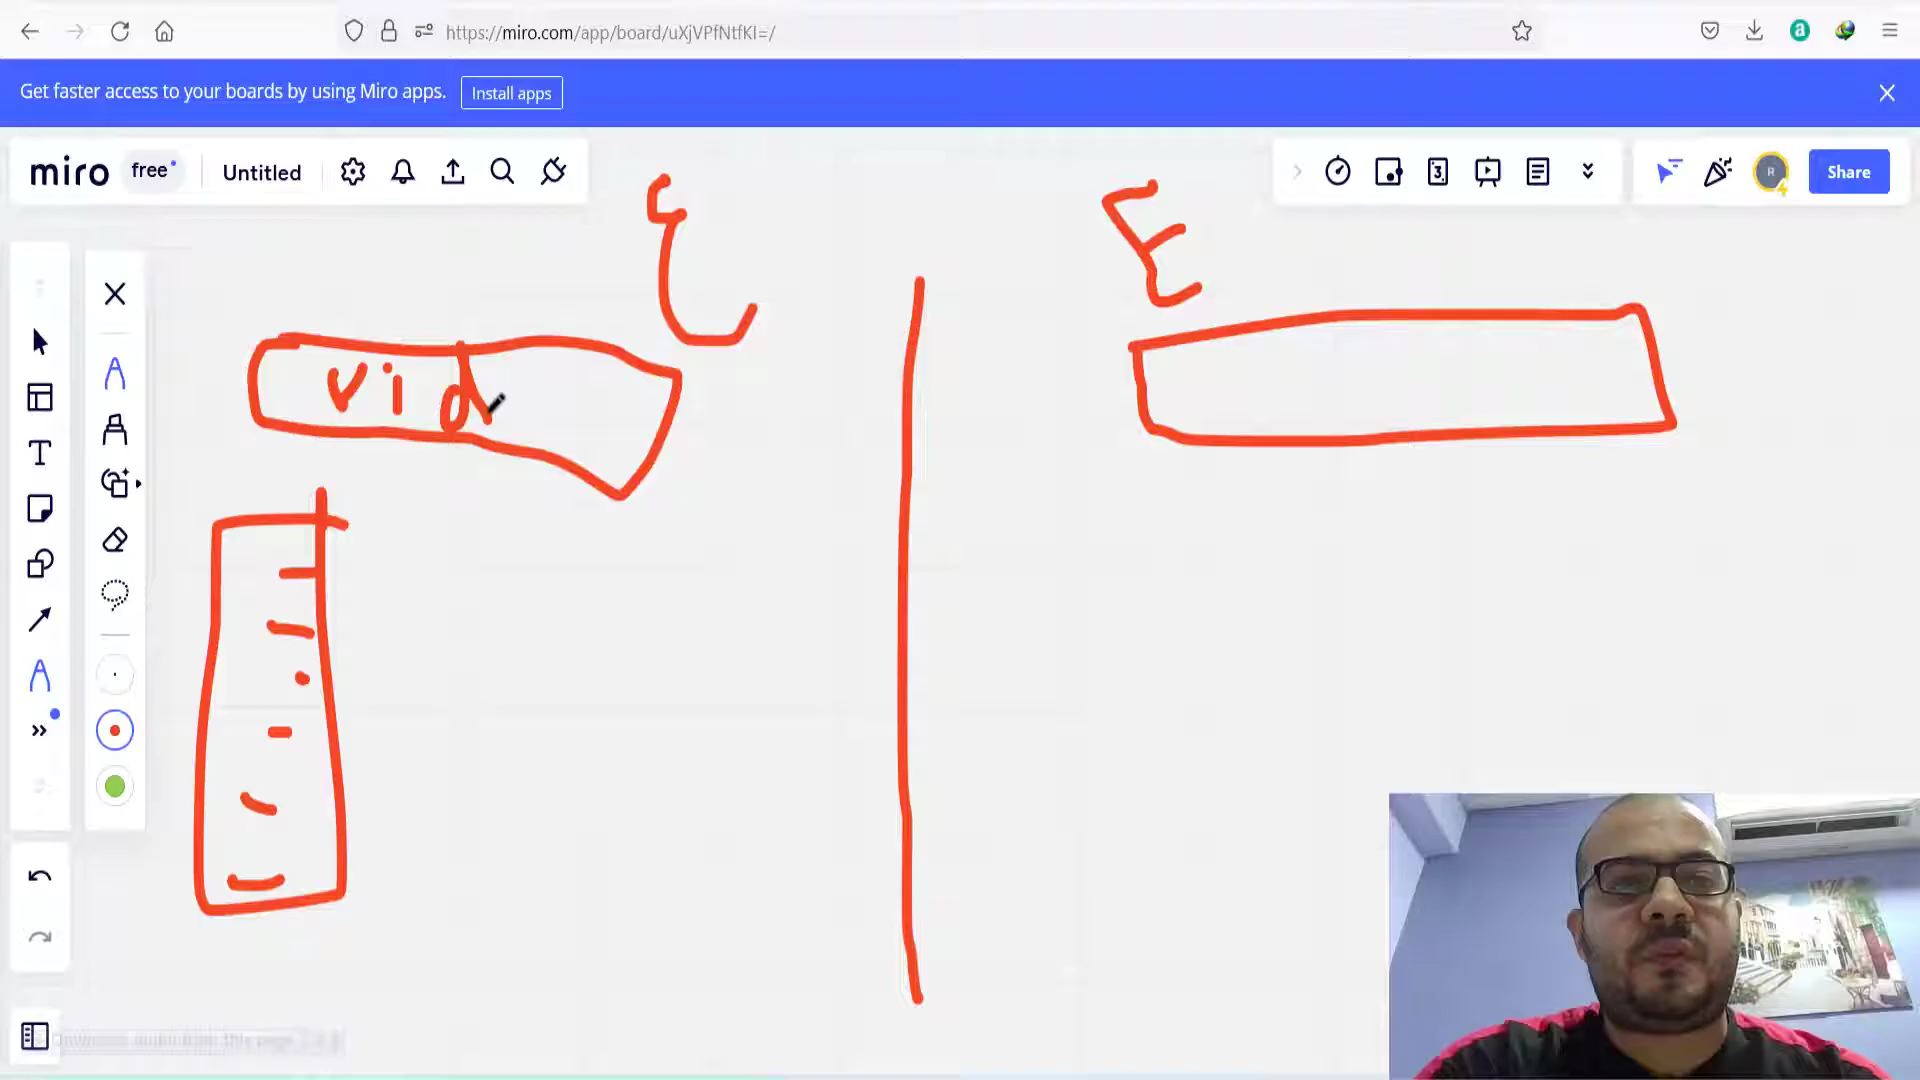 https://miro.com/app/board/uXjVPfNtfKI=/
Get faster access to your boards by using Miro apps. Install apps
miro free Untitled
Share
ع
E
vid